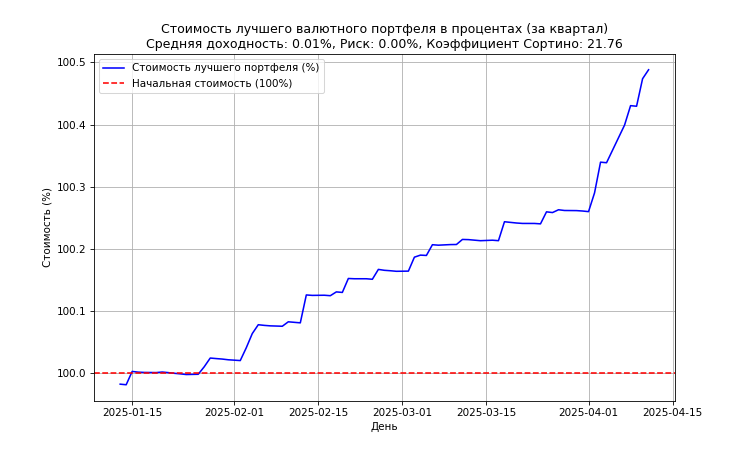 Стоимость лучшего валютного портфеля в процентах (за квартал)
Средняя доходность: 0.01%, Риск: 0.00%, Коэффициент Сортино: 21.76
Стоимость лучшего портфеля (%)
Начальная стоимость (100%)
Стоимость (%)
100.5
100.4
100.3
100.2
100.1
100.0
2025-01-15
2025-02-01
2025-02-15
2025-03-01
2025-03-15
2025-04-01
2025-04-15
День